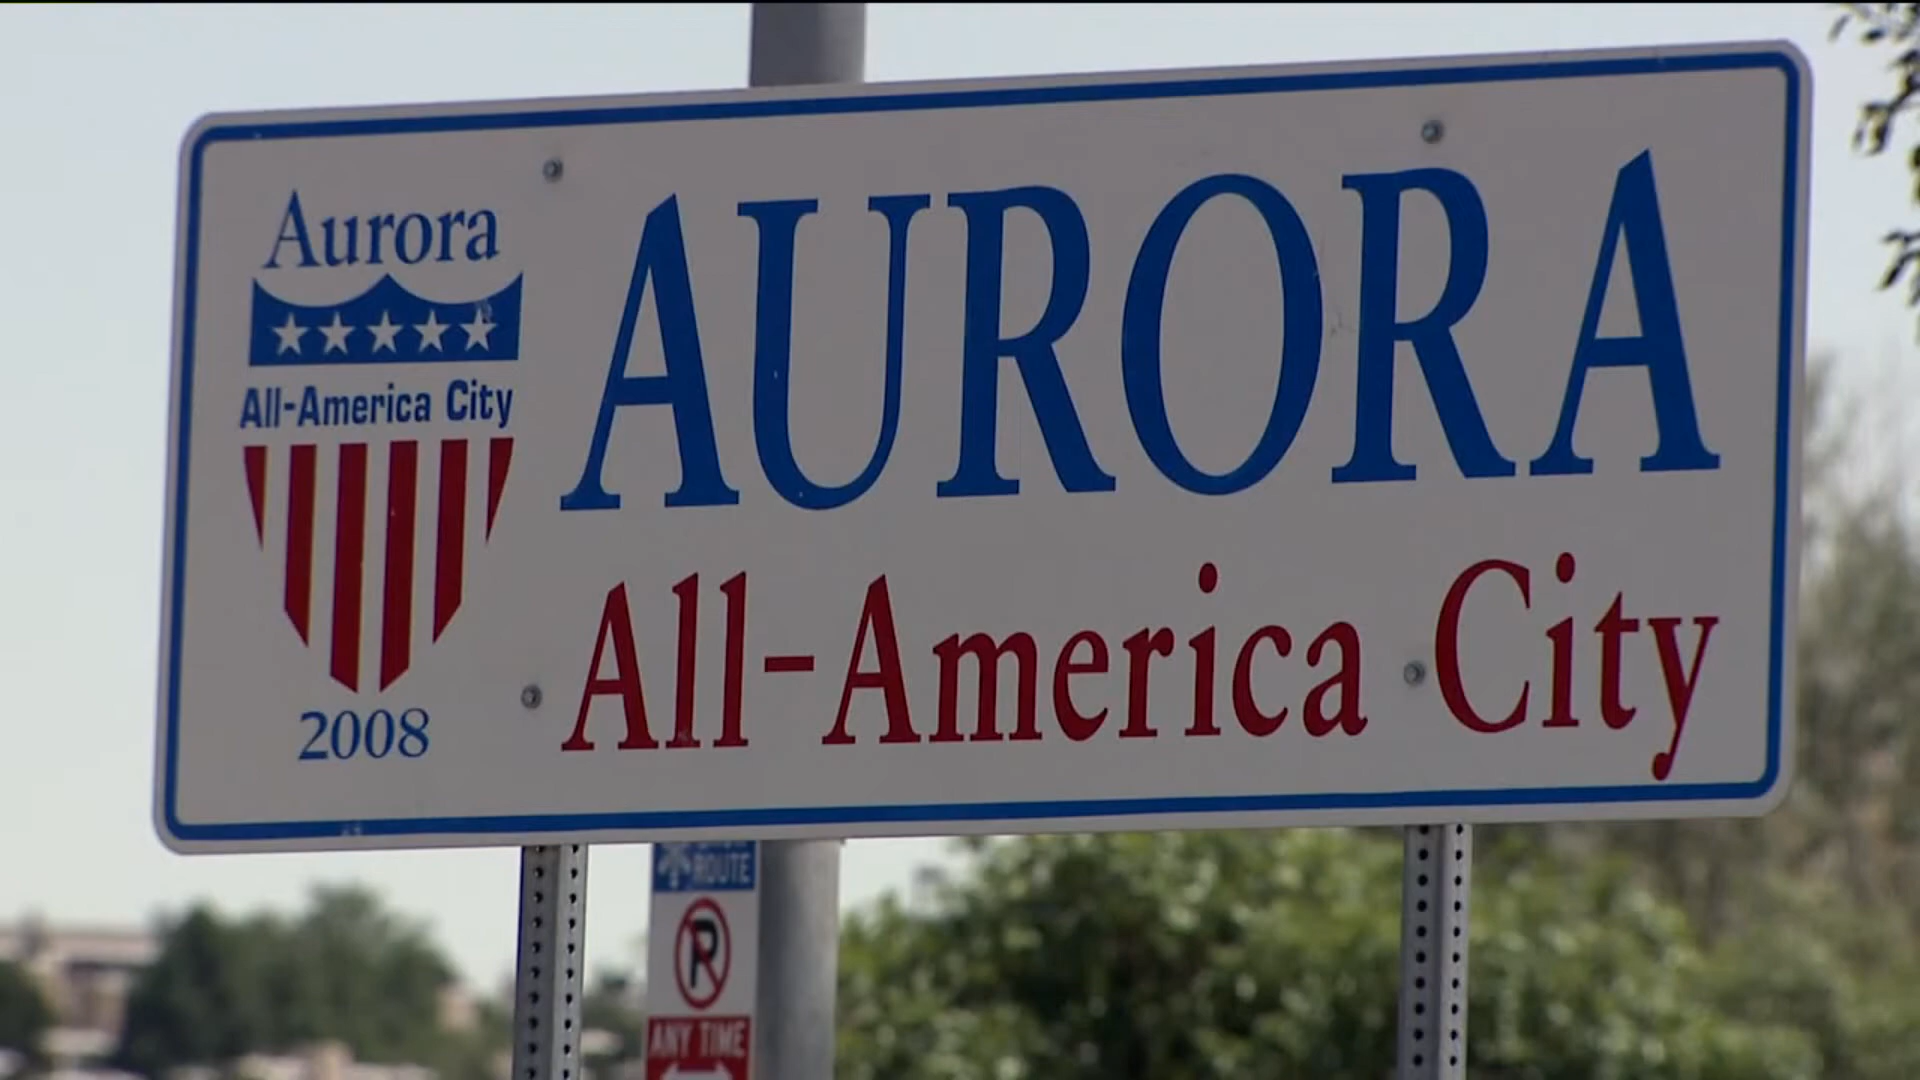 Aurora
All-America City
2008
AURORA
All-America City
ROUTE
P
ANY TIME